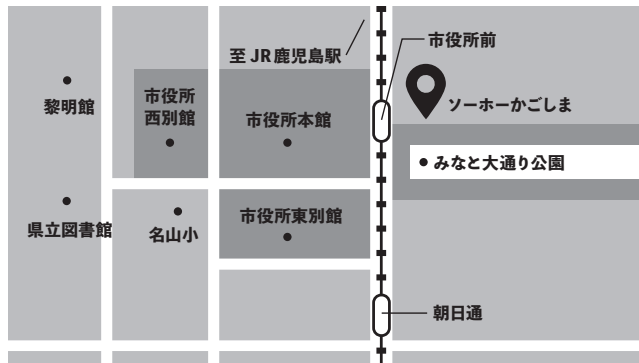 市役所前
至 JR鹿児島駅
黎明館
市役所
西別館
市役所本館
ソーホーかごしま
みなと大通り公園
県立図書館
名山小
市役所東別館
朝日通